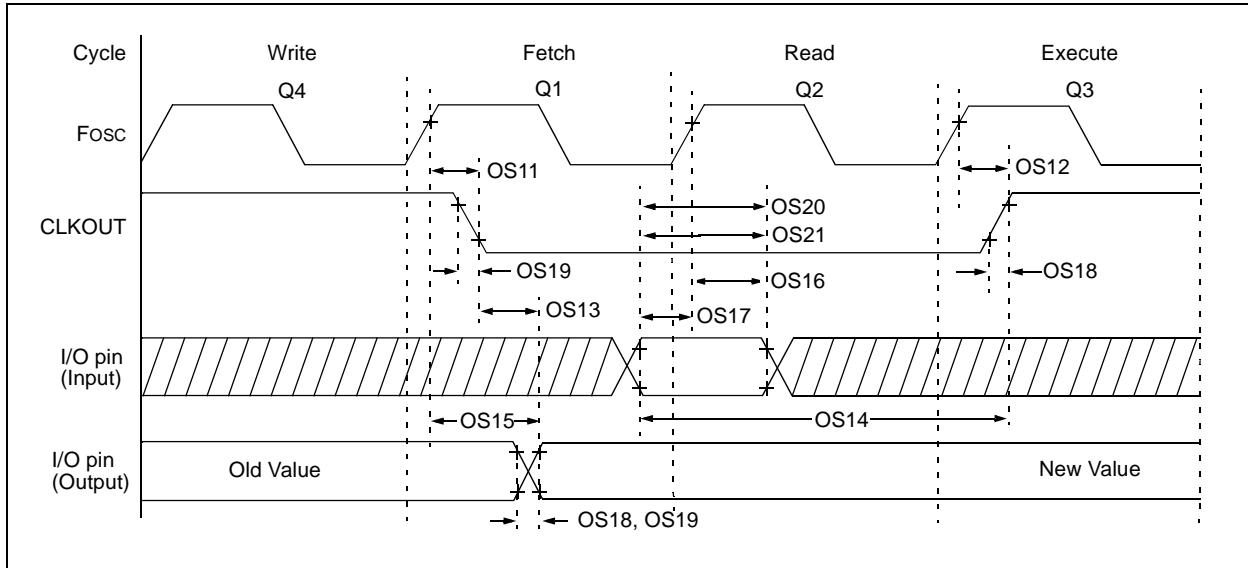 Cycle Write Fetch Read Execute
Q4 Q1 Q2 Q3
FOSC
OS11 OS12
OS20
CLKOUT
OS21
OS19 OS16 OS18
OS13 OS17
I/O pin
(Input)
OS15 OS14
I/O pin
(Output)
Old Value New Value
OS18, OS19